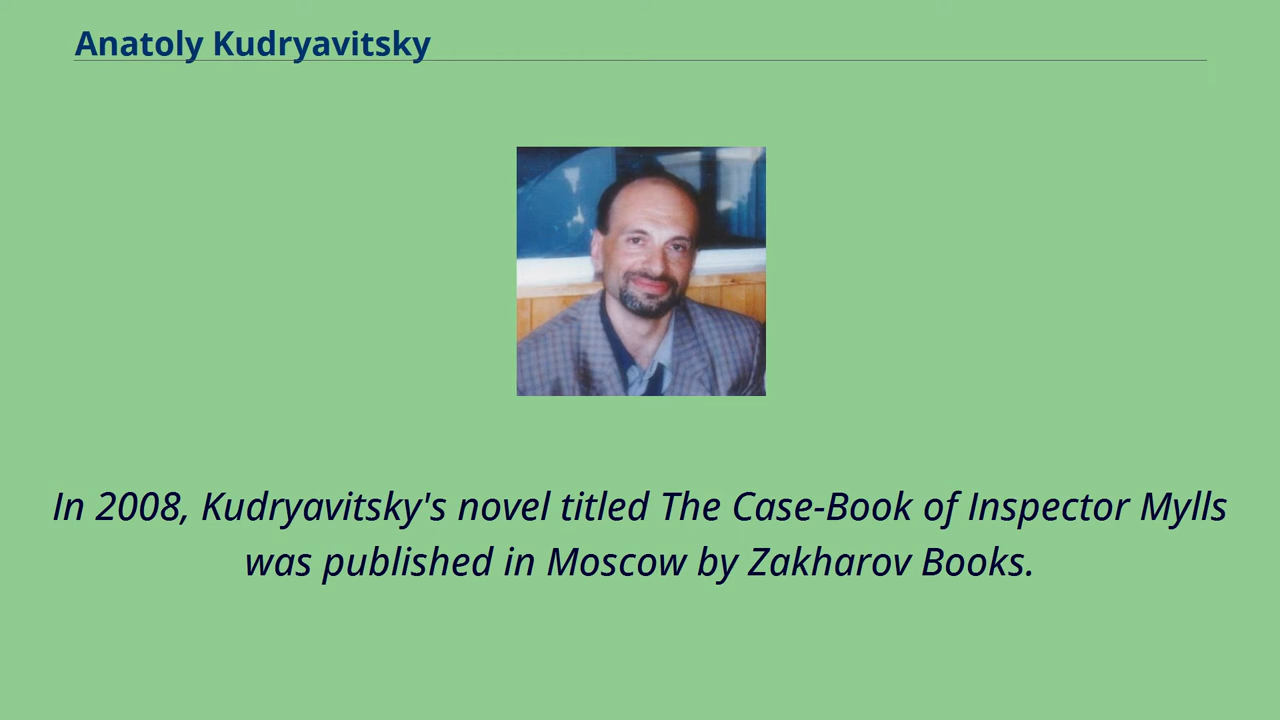 Anatoly Kudryavitsky
In 2008, Kudryavitsky's novel titled The Case-Book of Inspector Mylls
was published in Moscow by Zakharov Books.